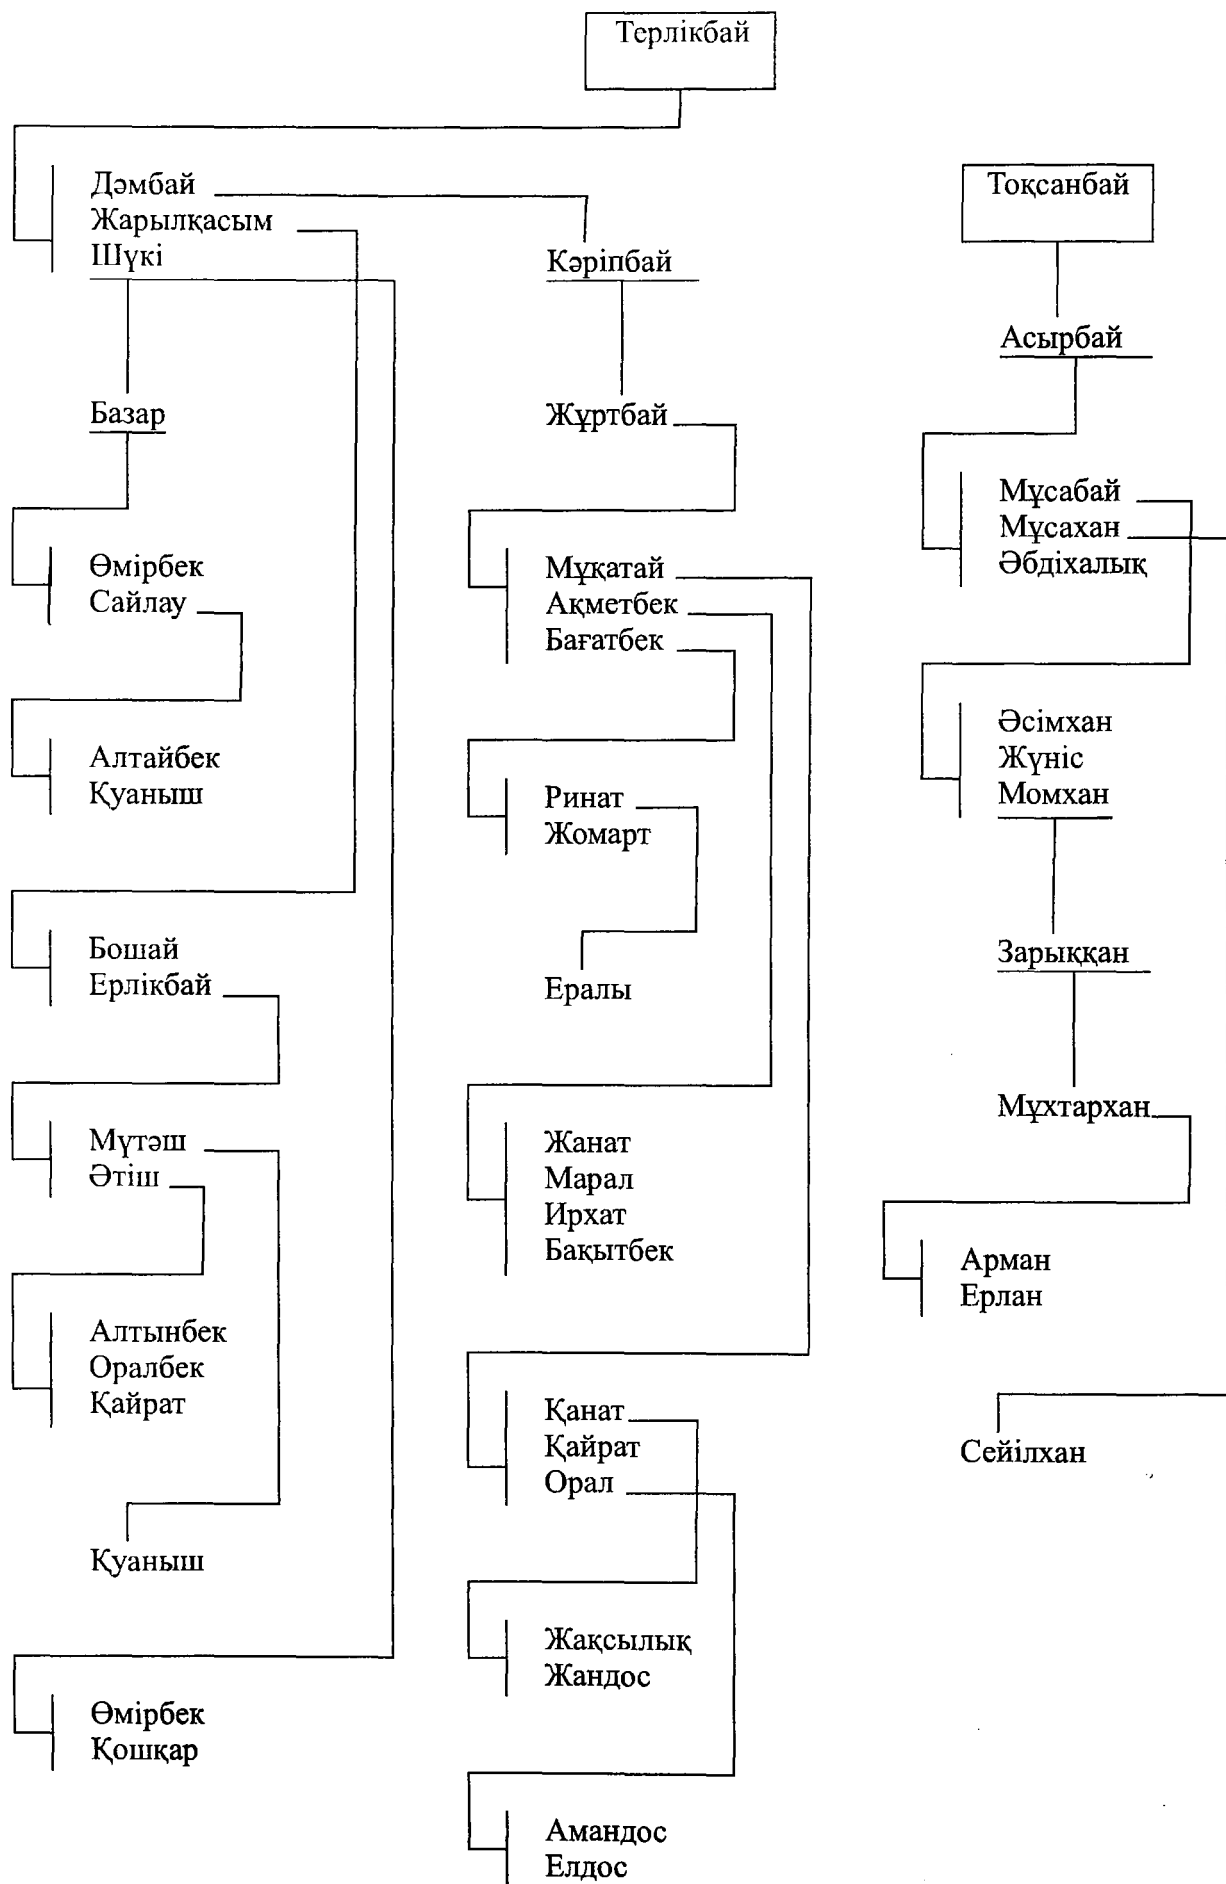 Терлікбай
Дәмбай
Жарылқасым
Шүкі
Базар
Өмірбек
Сайлау
Алтайбек
Қуаныш
Бошай
Ерлікбай
Мүтәш
Әтіш
Алтынбек
Оралбек
Қайрат
Қуаныш
Өмірбек
Қошқар
Кәріпбай
Жұртбай
Мұқатай
Ақметбек
Бағатбек
Ринат
Жомарт
Ералы
Жанат
Марал
Ирхат
Бақытбек
Қанат
Қайрат
Орал
Жақсылық
Жандос
Амандос
Елдос
Тоқсанбай
Асырбай
Мұсабай
Мұсахан
Әбдіхалық
Әсімхан
Жүніс
Момхан
Зарыққан
Мұхтархан
Арман
Ерлан
Сейілхан